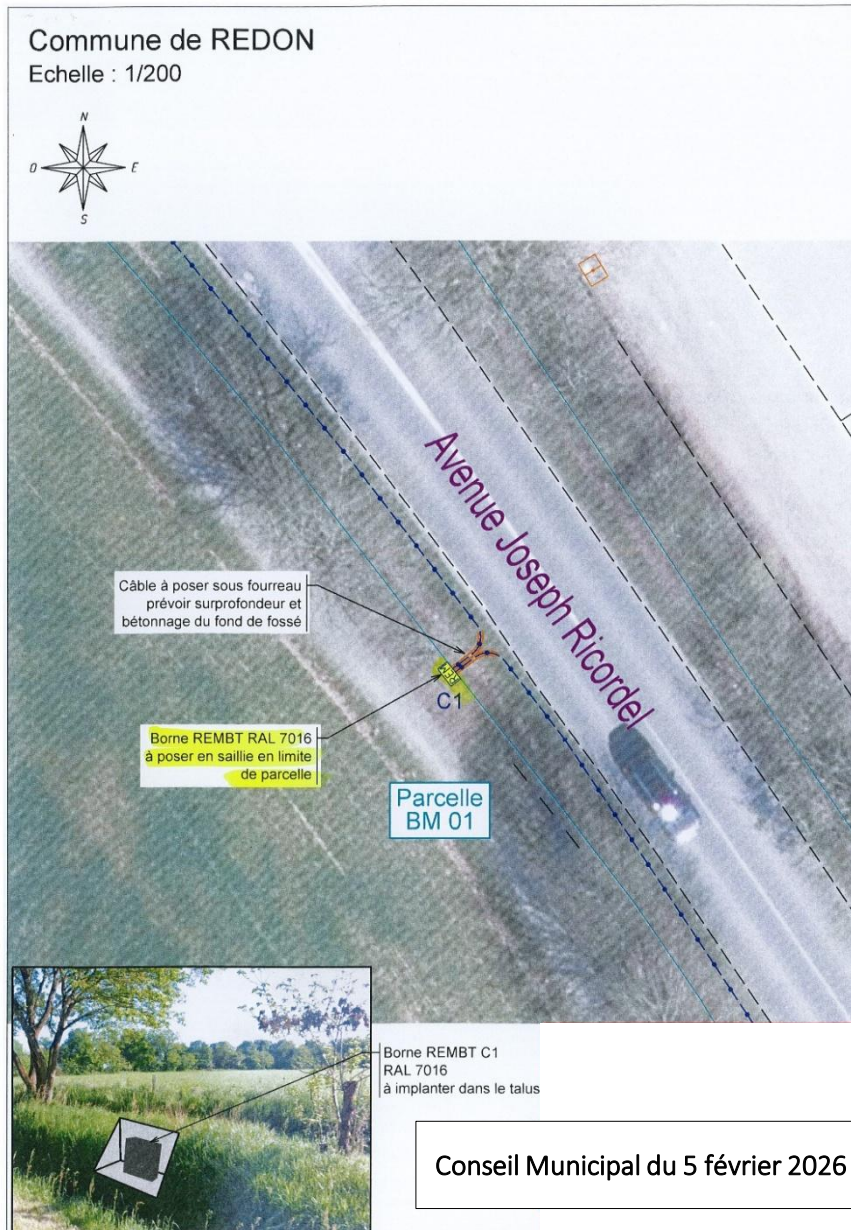 Commune de REDON
Echelle : 1/200
N
O
E
S
Avenue Joseph Ricordel
Câble à poser sous fourreau
prévoir surprofondeur et
bétonnage du fond de fossé
REM
C1
Borne REMBT RAL 7016
à poser en saillie en limite
de parcelle
Parcelle
BM 01
Borne REMBT C1
RAL 7016
à implanter dans le talus
Conseil Municipal du 5 février 2026